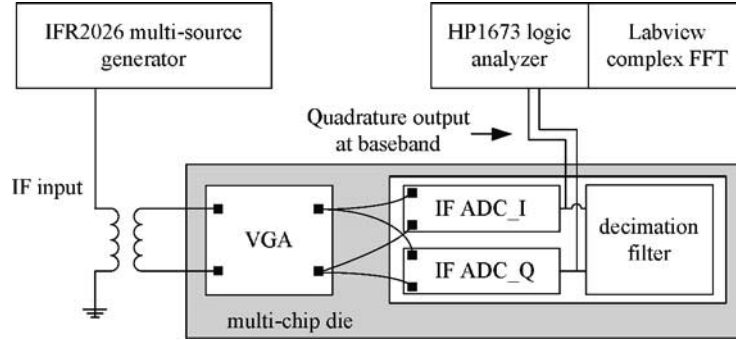 IFR2026 multi-source
generator
HP1673 logic
analyzer
Labview
complex FFT
Quadrature output
at baseband
IF input
VGA
IF ADC_I
IF ADC_Q
decimation
filter
multi-chip die